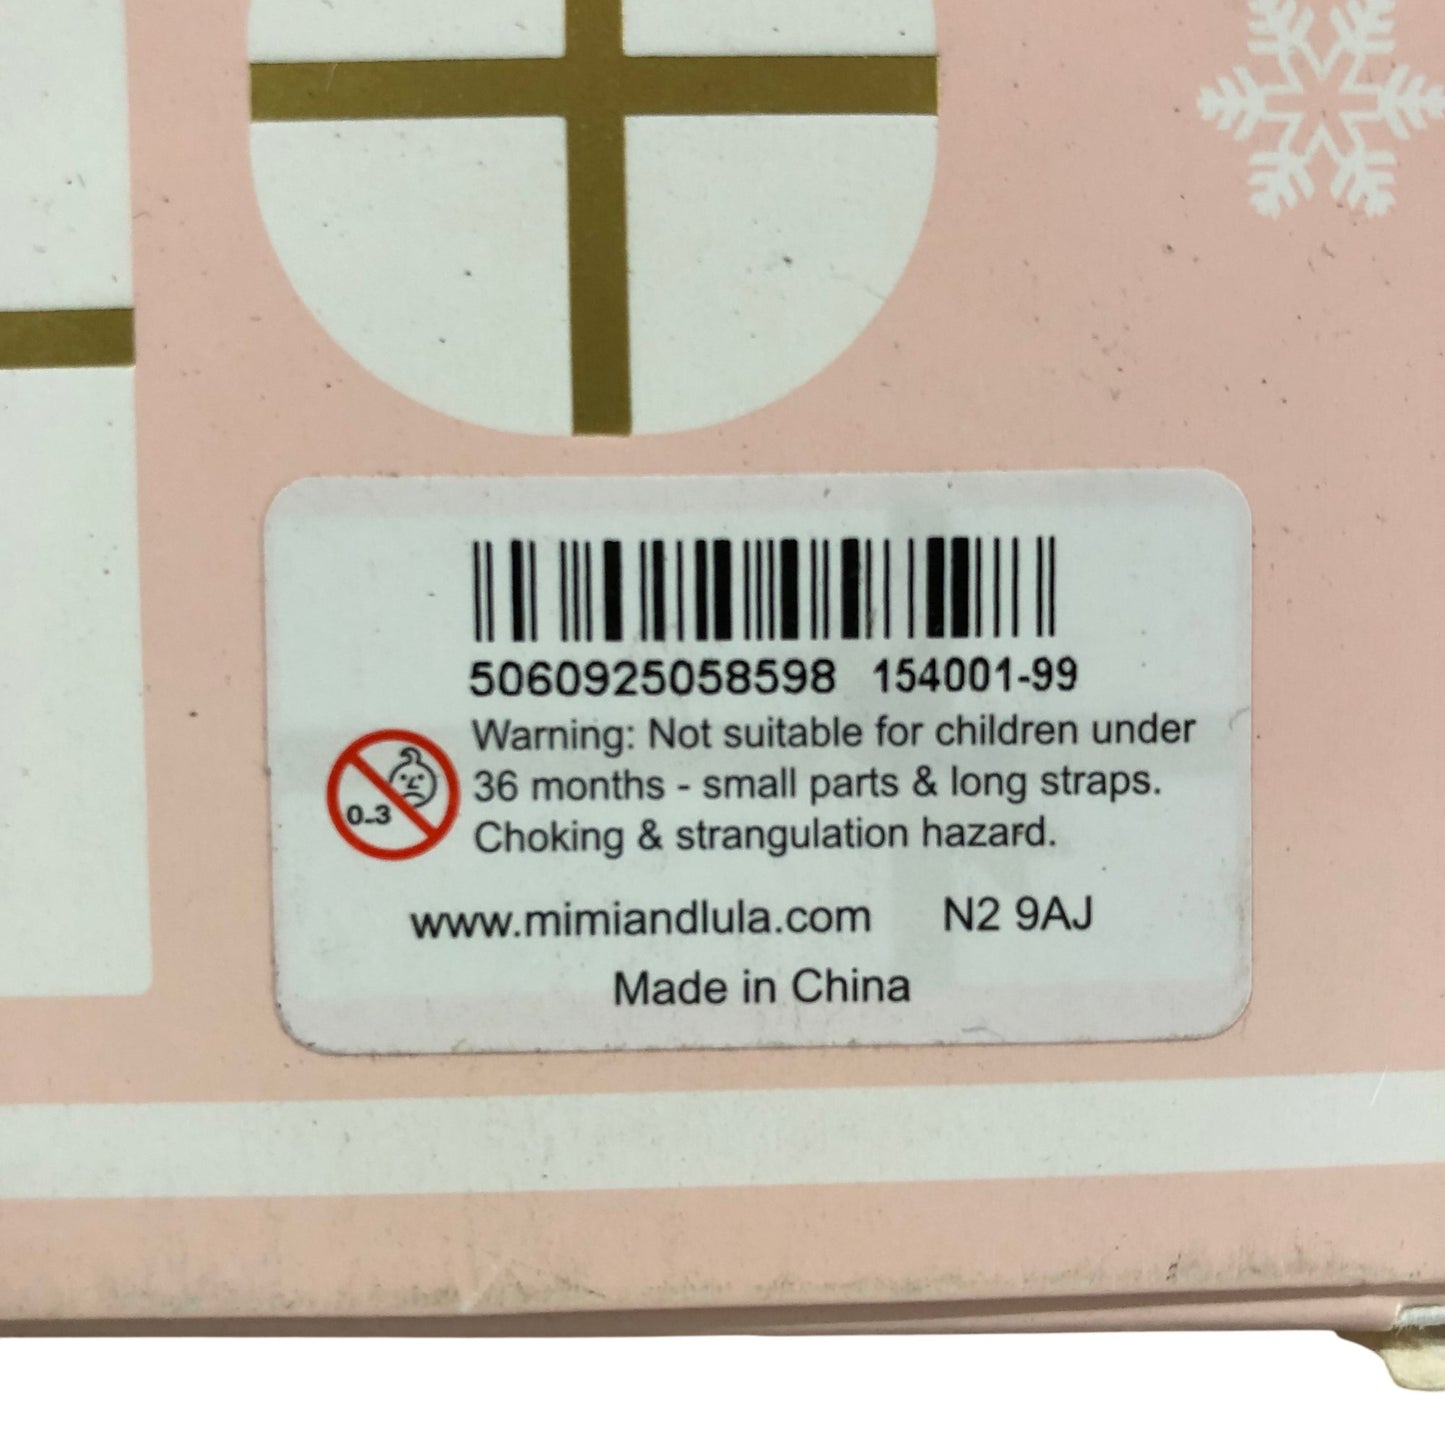 5060925058598 154001-99
Warning: Not suitable for children under
36 months - small parts & long straps.
Choking & strangulation hazard.
0-3
www.mimiandlula.com N2 9AJ
Made in China